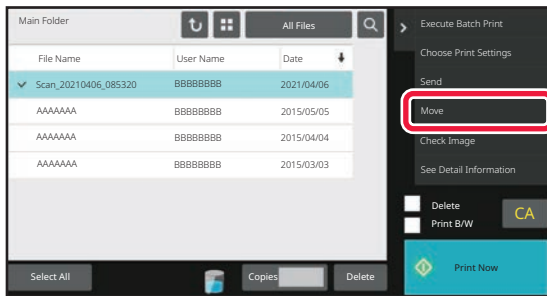 Main Folder
All Files
File Name User Name Date
Scan_20210406_085320 BBBBBBBB 2021/04/06
AAAAAAA BBBBBBBB 2015/05/05
AAAAAAA BBBBBBBB 2015/04/04
AAAAAAA BBBBBBBB 2015/03/03
Select All
Copies
Delete
Execute Batch Print
Choose Print Settings
Send
Move
Check Image
See Detail Information
Delete
Print B/W
CA
Print Now